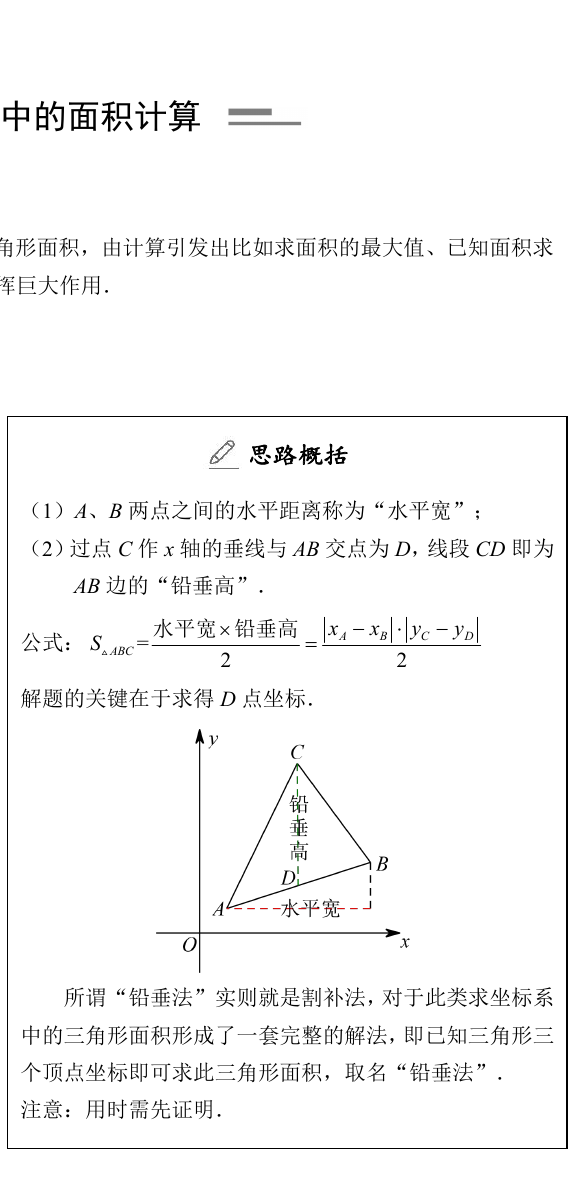 中的面积计算
角形面积，由计算引发出比如求面积的最大值、已知面积求
挥巨大作用．
思路概括
（1）A、B 两点之间的水平距离称为“水平宽”；
（2）过点 C 作 x 轴的垂线与 AB 交点为 D，线段 CD 即为
AB 边的“铅垂高”．
公式： S△ABC = 水平宽×铅垂高/2 = |xA − xB|·|yC − yD|/2
解题的关键在于求得 D 点坐标．
y
C
铅
垂
高
B
D
A
水平宽
O
x
所谓“铅垂法”实则就是割补法，对于此类求坐标系
中的三角形面积形成了一套完整的解法，即已知三角形三
个顶点坐标即可求此三角形面积，取名“铅垂法”．
注意：用时需先证明．